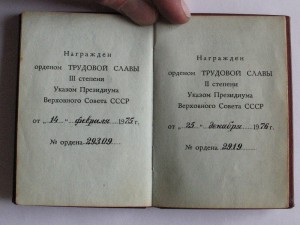 Награжден
орденом ТРУДОВОЙ СЛАВЫ
III степени
Указом Президиума
Верховного Совета СССР
от „14 - февраля 1975 г.
№ ордена 29309
Награжден
орденом ТРУДОВОЙ СЛАВЫ
II степени
Указом Президиума
Верховного Совета СССР
от „25 - декабря 1976 г.
№ ордена 2919